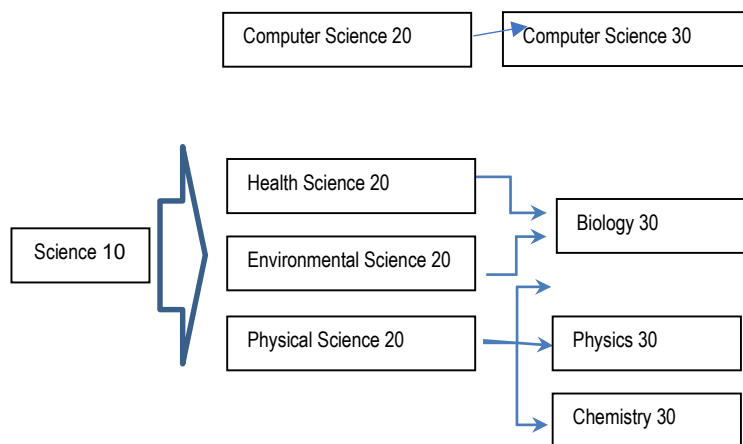 Computer Science 20
Computer Science 30
Health Science 20
Biology 30
Science 10
Environmental Science 20
Physical Science 20
Physics 30
Chemistry 30